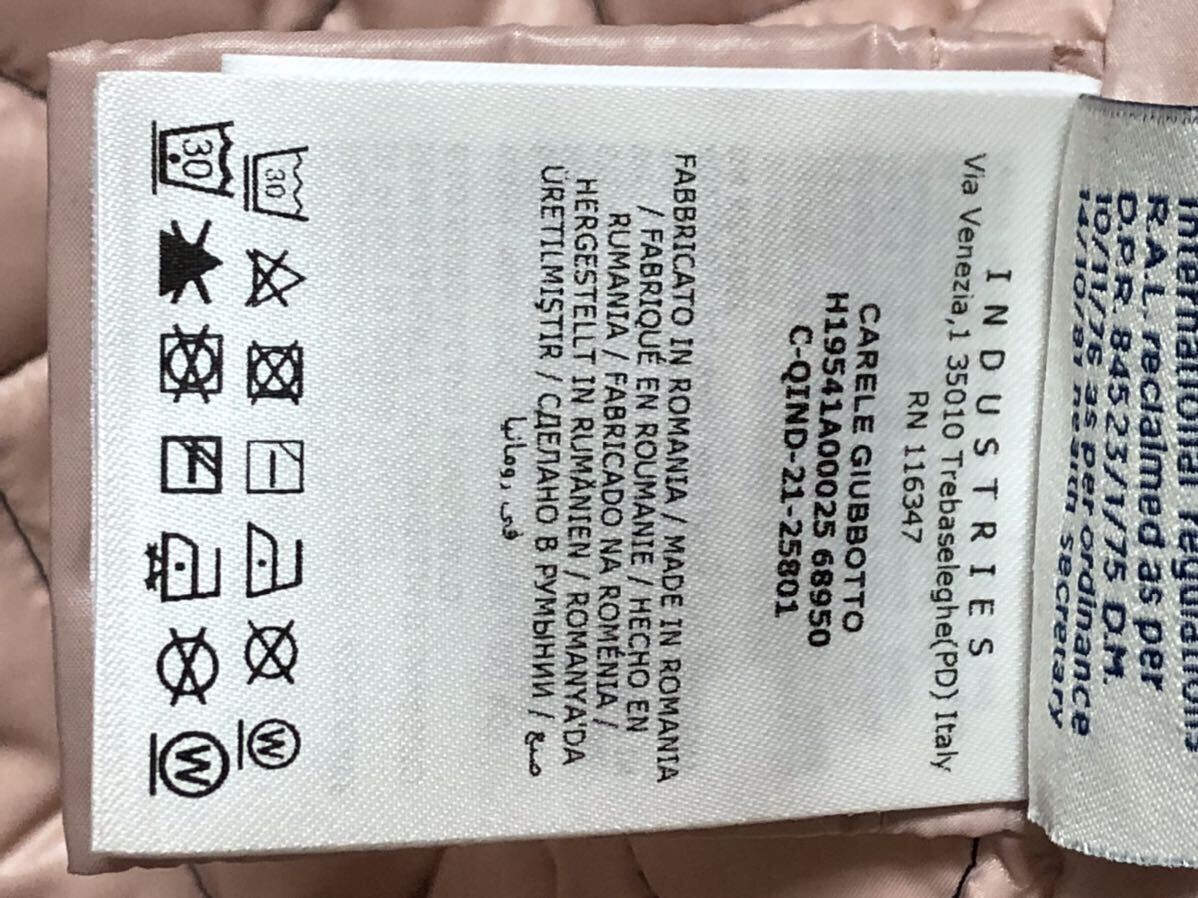 International regulations
R.A.L. reclaimed as per
D.P.R. 84523/1/75 D.M.
10/11/76 as per ordinance
14/10/81 health secretary
INDUSTRIES
Via Venezia,1 35010 Trebaseleghe(PD) Italy
RN 116347
CARELE GIUBBOTTO
H19541A00025 68950
C-QIND-21-25801
FABBRICATO IN ROMANIA / MADE IN ROMANIA
/ FABRIQUÉ EN ROUMANIE / HECHO EN
RUMANIA / FABRICADO NA ROMÉNIA /
HERGESTELLT IN RUMÄNIEN / ROMANYA'DA
ÜRETILMIŞTIR / СДЕЛАНО В РУМЫНИИ / صنع
في رومانيا
30 W
30 W